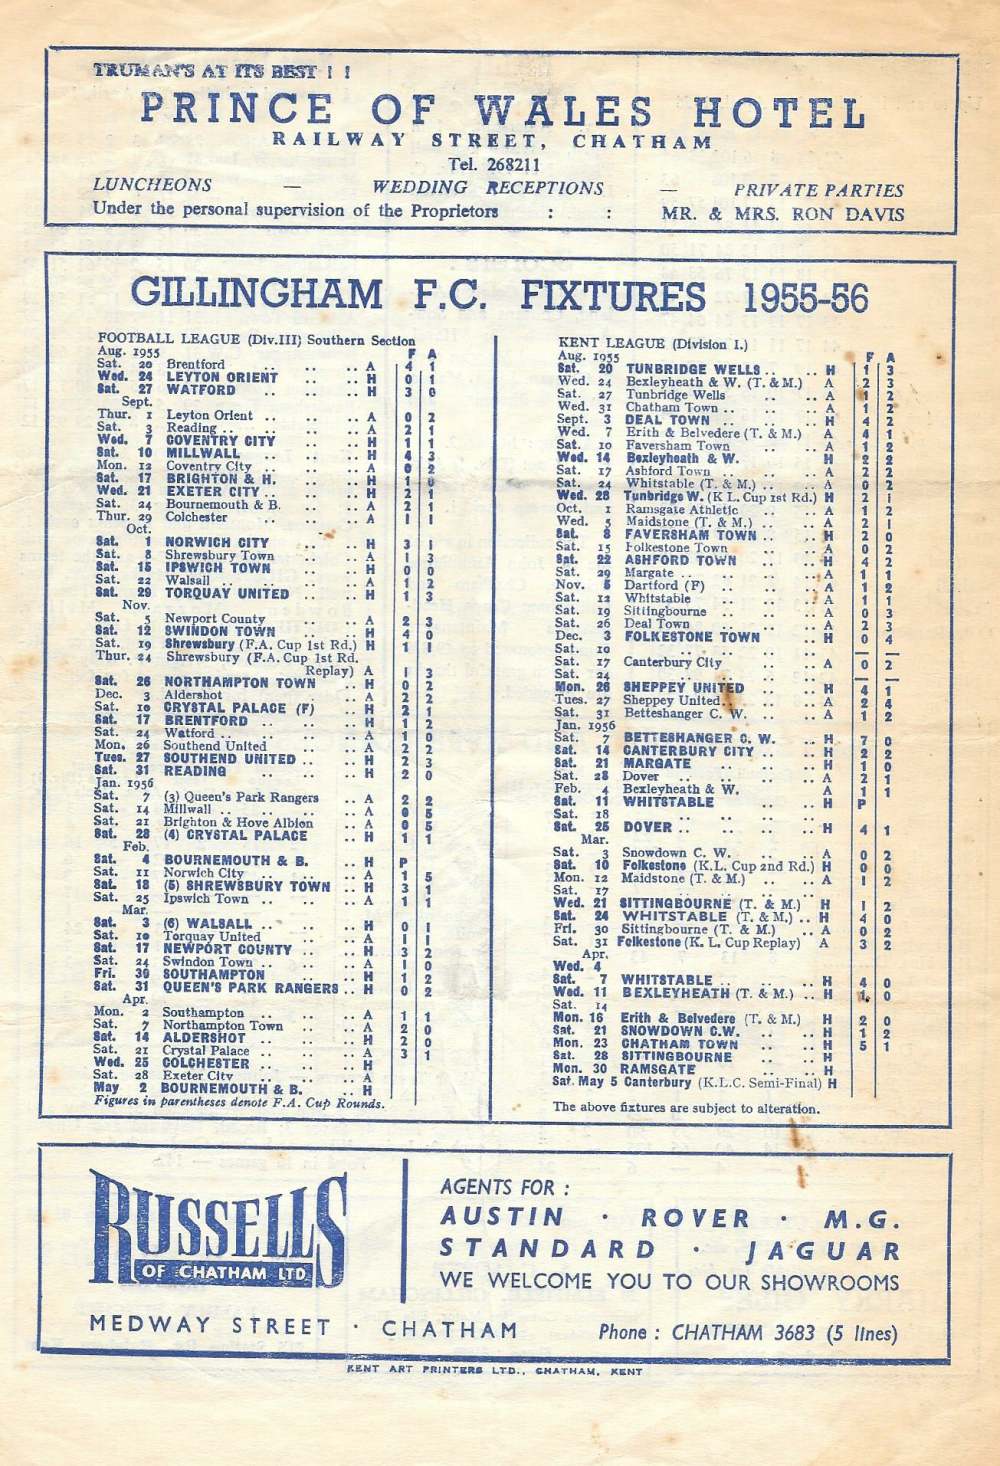 TRUMAN'S AT ITS BEST ! !
PRINCE OF WALES HOTEL
RAILWAY STREET, CHATHAM
Tel. 268211
LUNCHEONS — WEDDING RECEPTIONS — PRIVATE PARTIES
Under the personal supervision of the Proprietors : : MR. & MRS. RON DAVIS
GILLINGHAM F.C. FIXTURES 1955-56
FOOTBALL LEAGUE (Div.III) Southern Section
Aug. 1955 F A
Sat. 20 Brentford .. .. .. A 4 1
Wed. 24 LEYTON ORIENT .. .. H 0 1
Sat. 27 WATFORD .. .. .. H 3 0
Sept.
Thur. 1 Leyton Orient .. .. .. A 0 2
Sat. 3 Reading .. .. .. .. A 2 1
Wed. 7 COVENTRY CITY .. .. H 1 1
Sat. 10 MILLWALL .. .. .. H 4 3
Mon. 12 Coventry City .. .. .. A 0 2
Sat. 17 BRIGHTON & H. .. .. H 1 0
Wed. 21 EXETER CITY .. .. .. H 2 1
Sat. 24 Bournemouth & B. .. .. A 2 1
Thur. 29 Colchester .. .. .. A 1 1
Oct.
Sat. 1 NORWICH CITY .. .. H 3 1
Sat. 8 Shrewsbury Town .. .. A 1 3
Sat. 15 IPSWICH TOWN .. .. H 0 0
Sat. 22 Walsall .. .. .. .. A 1 2
Sat. 29 TORQUAY UNITED .. .. H 1 3
Nov.
Sat. 5 Newport County .. .. A 2 3
Sat. 12 SWINDON TOWN .. .. H 4 0
Sat. 19 Shrewsbury (F.A. Cup 1st Rd.) H 1 1
Thur. 24 Shrewsbury (F.A. Cup 1st Rd.
Replay) A 1 3
Sat. 26 NORTHAMPTON TOWN .. H 0 2
Dec. 3 Aldershot .. .. .. A 2 2
Sat. 10 CRYSTAL PALACE (F) .. H 2 1
Sat. 17 BRENTFORD .. .. .. H 1 2
Sat. 24 Watford .. .. .. .. A 1 0
Mon. 26 Southend United .. .. A 2 2
Tues. 27 SOUTHEND UNITED .. .. H 2 3
Sat. 31 READING .. .. .. H 2 0
Jan. 1956
Sat. 7 (3) Queen's Park Rangers .. A 2 2
Sat. 14 Millwall .. .. .. .. A 0 5
Sat. 21 Brighton & Hove Albion .. A 0 5
Sat. 28 (4) CRYSTAL PALACE .. H 1 1
Feb.
Sat. 4 BOURNEMOUTH & B. .. H P
Sat. 11 Norwich City .. .. .. A 1 5
Sat. 18 (5) SHREWSBURY TOWN .. H 3 1
Sat. 25 Ipswich Town .. .. .. A 1 1
Mar.
Sat. 3 (6) WALSALL .. .. .. H 0 1
Sat. 10 Torquay United .. .. A 1 1
Sat. 17 NEWPORT COUNTY .. .. H 3 2
Sat. 24 Swindon Town .. .. .. A 1 0
Fri. 30 SOUTHAMPTON .. .. H 1 2
Sat. 31 QUEEN'S PARK RANGERS .. H 0 2
Apr.
Mon. 2 Southampton .. .. .. A 1 1
Sat. 7 Northampton Town .. .. A 2 0
Sat. 14 ALDERSHOT .. .. .. H 2 0
Sat. 21 Crystal Palace .. .. .. A 3 1
Wed. 25 COLCHESTER .. .. .. H
Sat. 28 Exeter City .. .. .. A
May 2 BOURNEMOUTH & B. .. H
Figures in parentheses denote F.A. Cup Rounds.
KENT LEAGUE (Division I.)
Aug. 1955 F A
Sat. 20 TUNBRIDGE WELLS .. .. H 1 3
Wed. 24 Bexleyheath & W. (T. & M.) .. A 2 3
Sat. 27 Tunbridge Wells .. .. A 1 2
Wed. 31 Chatham Town .. .. .. A 1 2
Sept. 3 DEAL TOWN .. .. .. H 4 2
Wed. 7 Erith & Belvedere (T. & M.) .. A 4 1
Sat. 10 Faversham Town .. .. A 1 2
Wed. 14 Bexleyheath & W. .. .. H 2 2
Sat. 17 Ashford Town .. .. .. A 2 2
Sat. 24 Whitstable (T. & M.) .. .. A 0 2
Wed. 28 Tunbridge W. (K L. Cup 1st Rd.) H 2 1
Oct. 1 Ramsgate Athletic .. .. A 1 2
Wed. 5 Maidstone (T. & M.) .. .. A 2 1
Sat. 8 FAVERSHAM TOWN .. .. H 2 0
Sat. 15 Folkestone Town .. .. A 0 2
Sat. 22 ASHFORD TOWN .. .. H 4 2
Sat. 29 Margate .. .. .. .. A 1 1
Nov. 5 Dartford (F) .. .. .. A 1 2
Sat. 12 Whitstable .. .. .. A 1 1
Sat. 19 Sittingbourne .. .. .. A 0 3
Sat. 26 Deal Town .. .. .. A 2 3
Dec. 3 FOLKESTONE TOWN .. H 0 4
Sat. 10 .. .. .. .. — —
Sat. 17 Canterbury City .. .. A 0 2
Sat. 24 .. .. .. .. — —
Mon. 26 SHEPPEY UNITED .. .. H 4 1
Tues. 27 Sheppey United .. .. .. A 2 4
Sat. 31 Betteshanger C. W. .. .. A 1 2
Jan. 1956
Sat. 7 BETTESHANGER C. W. .. H 7 0
Sat. 14 CANTERBURY CITY .. .. H 2 2
Sat. 21 MARGATE .. .. .. H 1 0
Sat. 28 Dover .. .. .. .. A 2 1
Feb. 4 Bexleyheath & W. .. .. A 1 1
Sat. 11 WHITSTABLE .. .. H P
Sat. 18 .. .. .. ..
Sat. 25 DOVER .. .. .. .. H 4 1
Mar.
Sat. 3 Snowdown C. W. .. .. A 0 2
Sat. 10 Folkestone (K.L. Cup 2nd Rd.) H 0 0
Mon. 12 Maidstone (T. & M.) .. .. A 1 2
Sat. 17 .. .. .. ..
Wed. 21 SITTINGBOURNE (T. & M.) H 1 2
Sat. 24 WHITSTABLE (T. & M.) .. H 4 0
Fri. 30 Sittingbourne (T. & M.) .. A 0 2
Sat. 31 Folkestone (K. L. Cup Replay) A 3 2
Apr.
Wed. 4
Sat. 7 WHITSTABLE .. .. .. H 4 0
Wed. 11 BEXLEYHEATH (T. & M.) .. H 1 0
Sat. 14
Mon. 16 Erith & Belvedere (T. & M.) H 2 0
Sat. 21 SNOWDOWN C.W. .. .. H 1 2
Mon. 23 CHATHAM TOWN .. .. H 5 1
Sat. 28 SITTINGBOURNE .. .. H
Mon. 30 RAMSGATE .. .. H
Sat. May 5 Canterbury (K.L.C. Semi-Final) H
The above fixtures are subject to alteration.
RUSSELLS
OF CHATHAM LTD
MEDWAY STREET · CHATHAM
AGENTS FOR :
AUSTIN · ROVER · M.G.
STANDARD · JAGUAR
WE WELCOME YOU TO OUR SHOWROOMS
Phone : CHATHAM 3683 (5 lines)
KENT ART PRINTERS LTD., CHATHAM, KENT